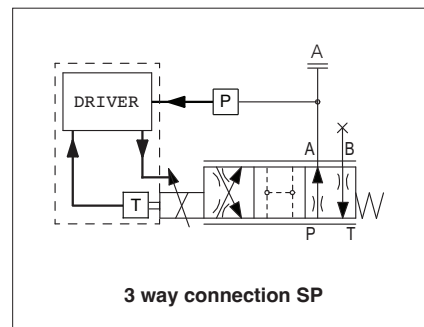 A
DRIVER
P
A B
T
P T
3 way connection SP